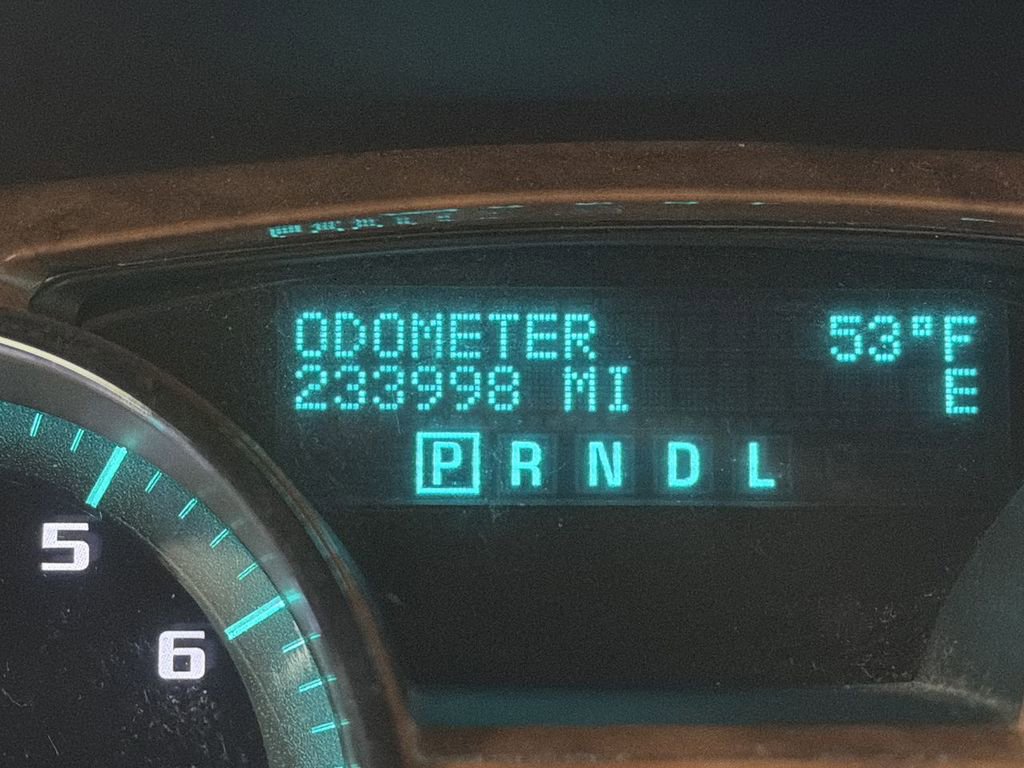 ODOMETER 53°F
233998 MI E
P R N D L
5
6